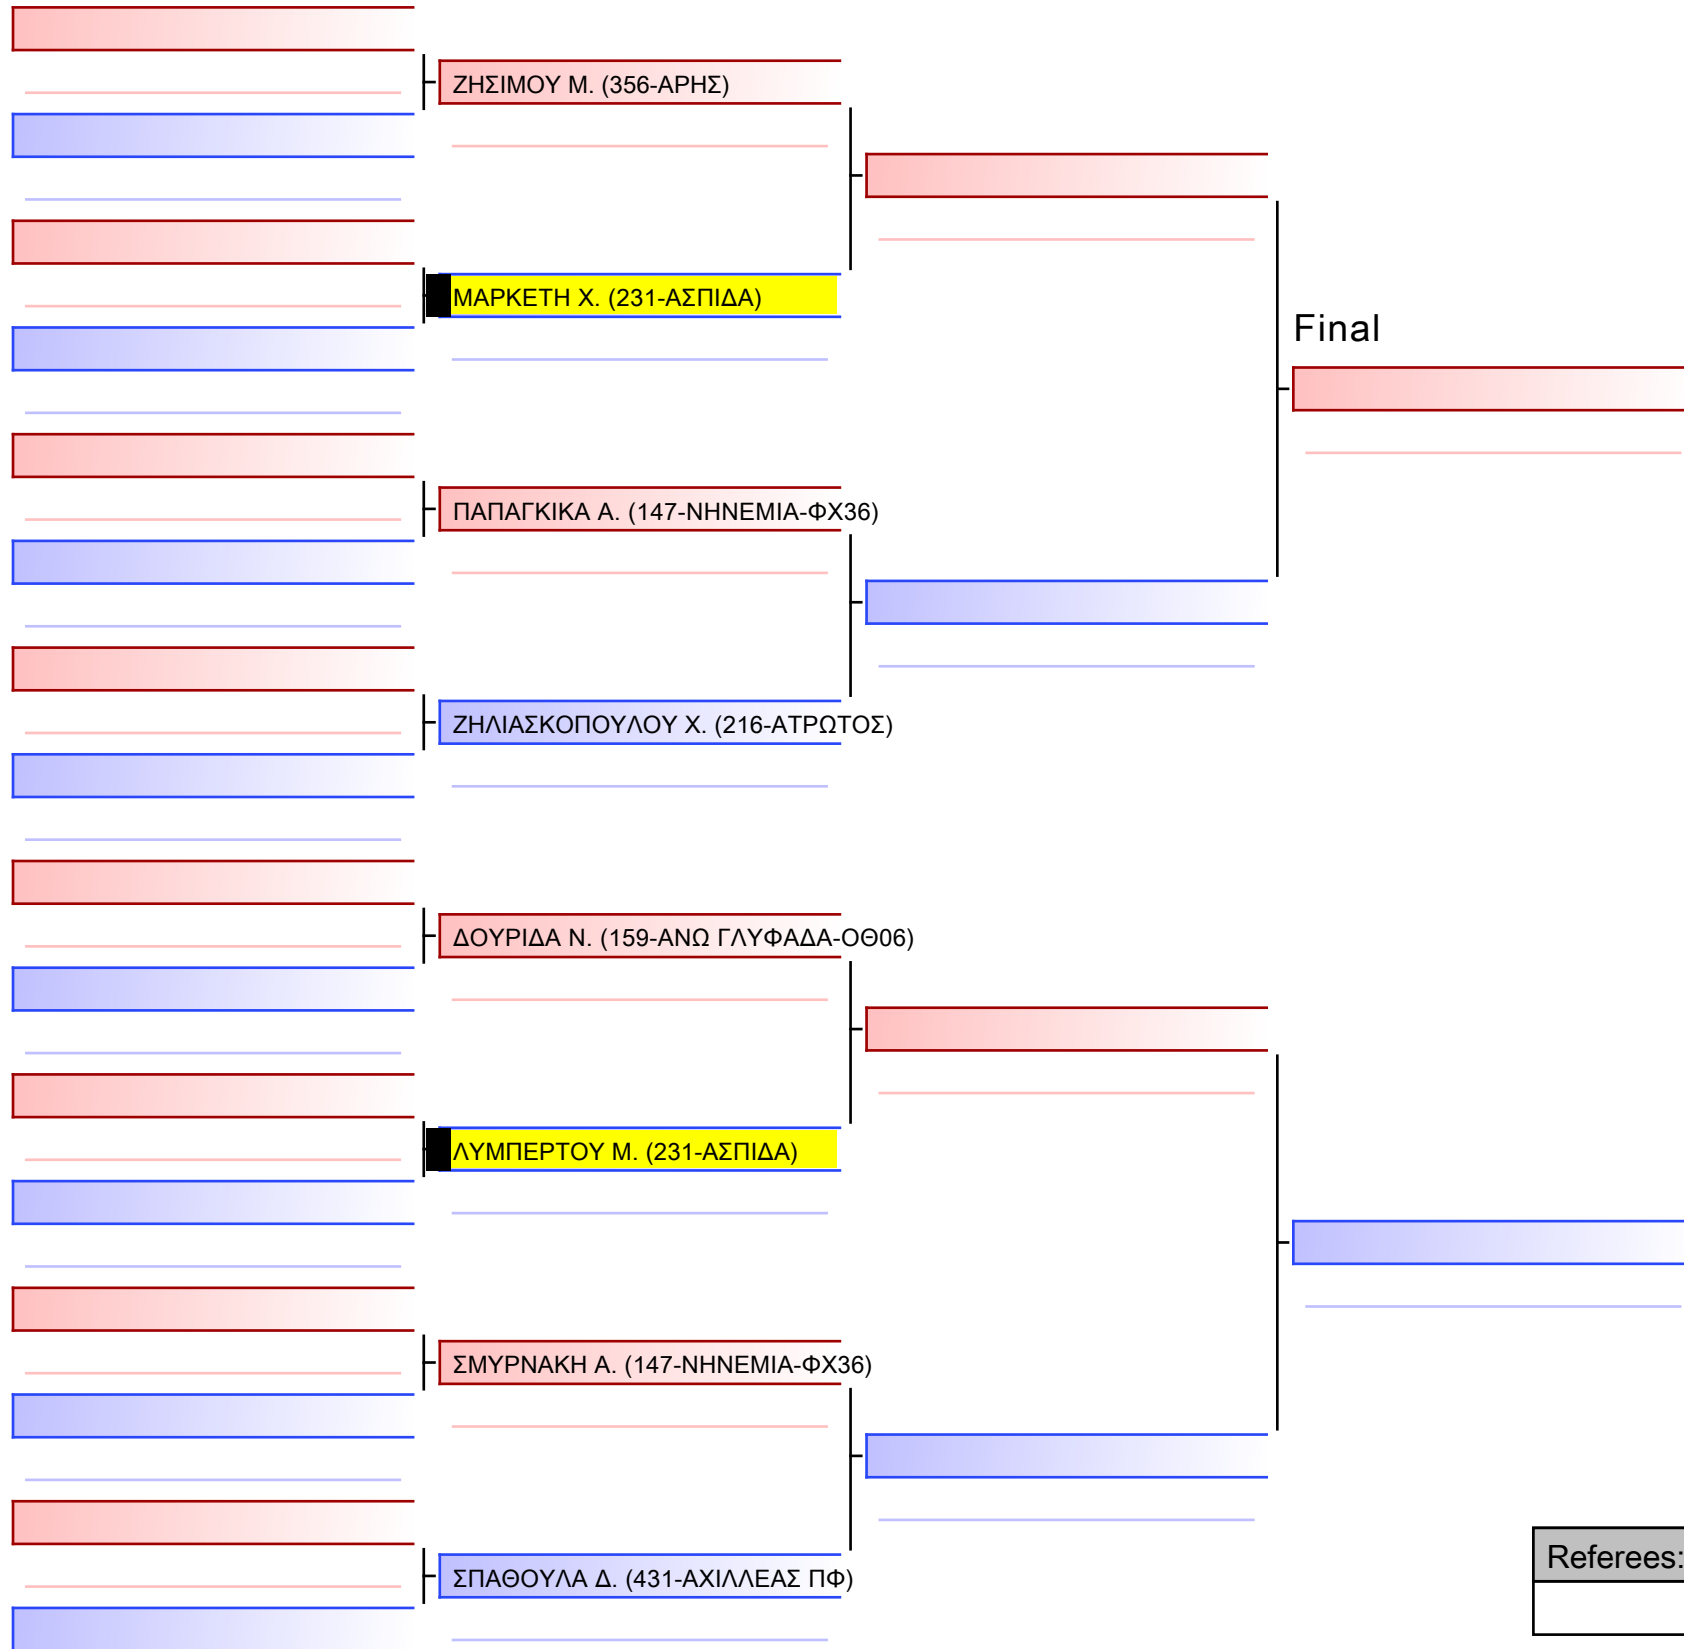 ΖΗΣΙΜΟΥ Μ. (356-ΑΡΗΣ)
ΜΑΡΚΕΤΗ Χ. (231-ΑΣΠΙΔΑ)
Final
ΠΑΠΑΓΚΙΚΑ Α. (147-ΝΗΝΕΜΙΑ-ΦΧ36)
ΖΗΛΙΑΣΚΟΠΟΥΛΟΥ Χ. (216-ΑΤΡΩΤΟΣ)
ΔΟΥΡΙΔΑ Ν. (159-ΑΝΩ ΓΛΥΦΑΔΑ-ΟΘ06)
ΛΥΜΠΕΡΤΟΥ Μ. (231-ΑΣΠΙΔΑ)
ΣΜΥΡΝΑΚΗ Α. (147-ΝΗΝΕΜΙΑ-ΦΧ36)
Referees:
ΣΠΑΘΟΥΛΑ Δ. (431-ΑΧΙΛΛΕΑΣ ΠΦ)